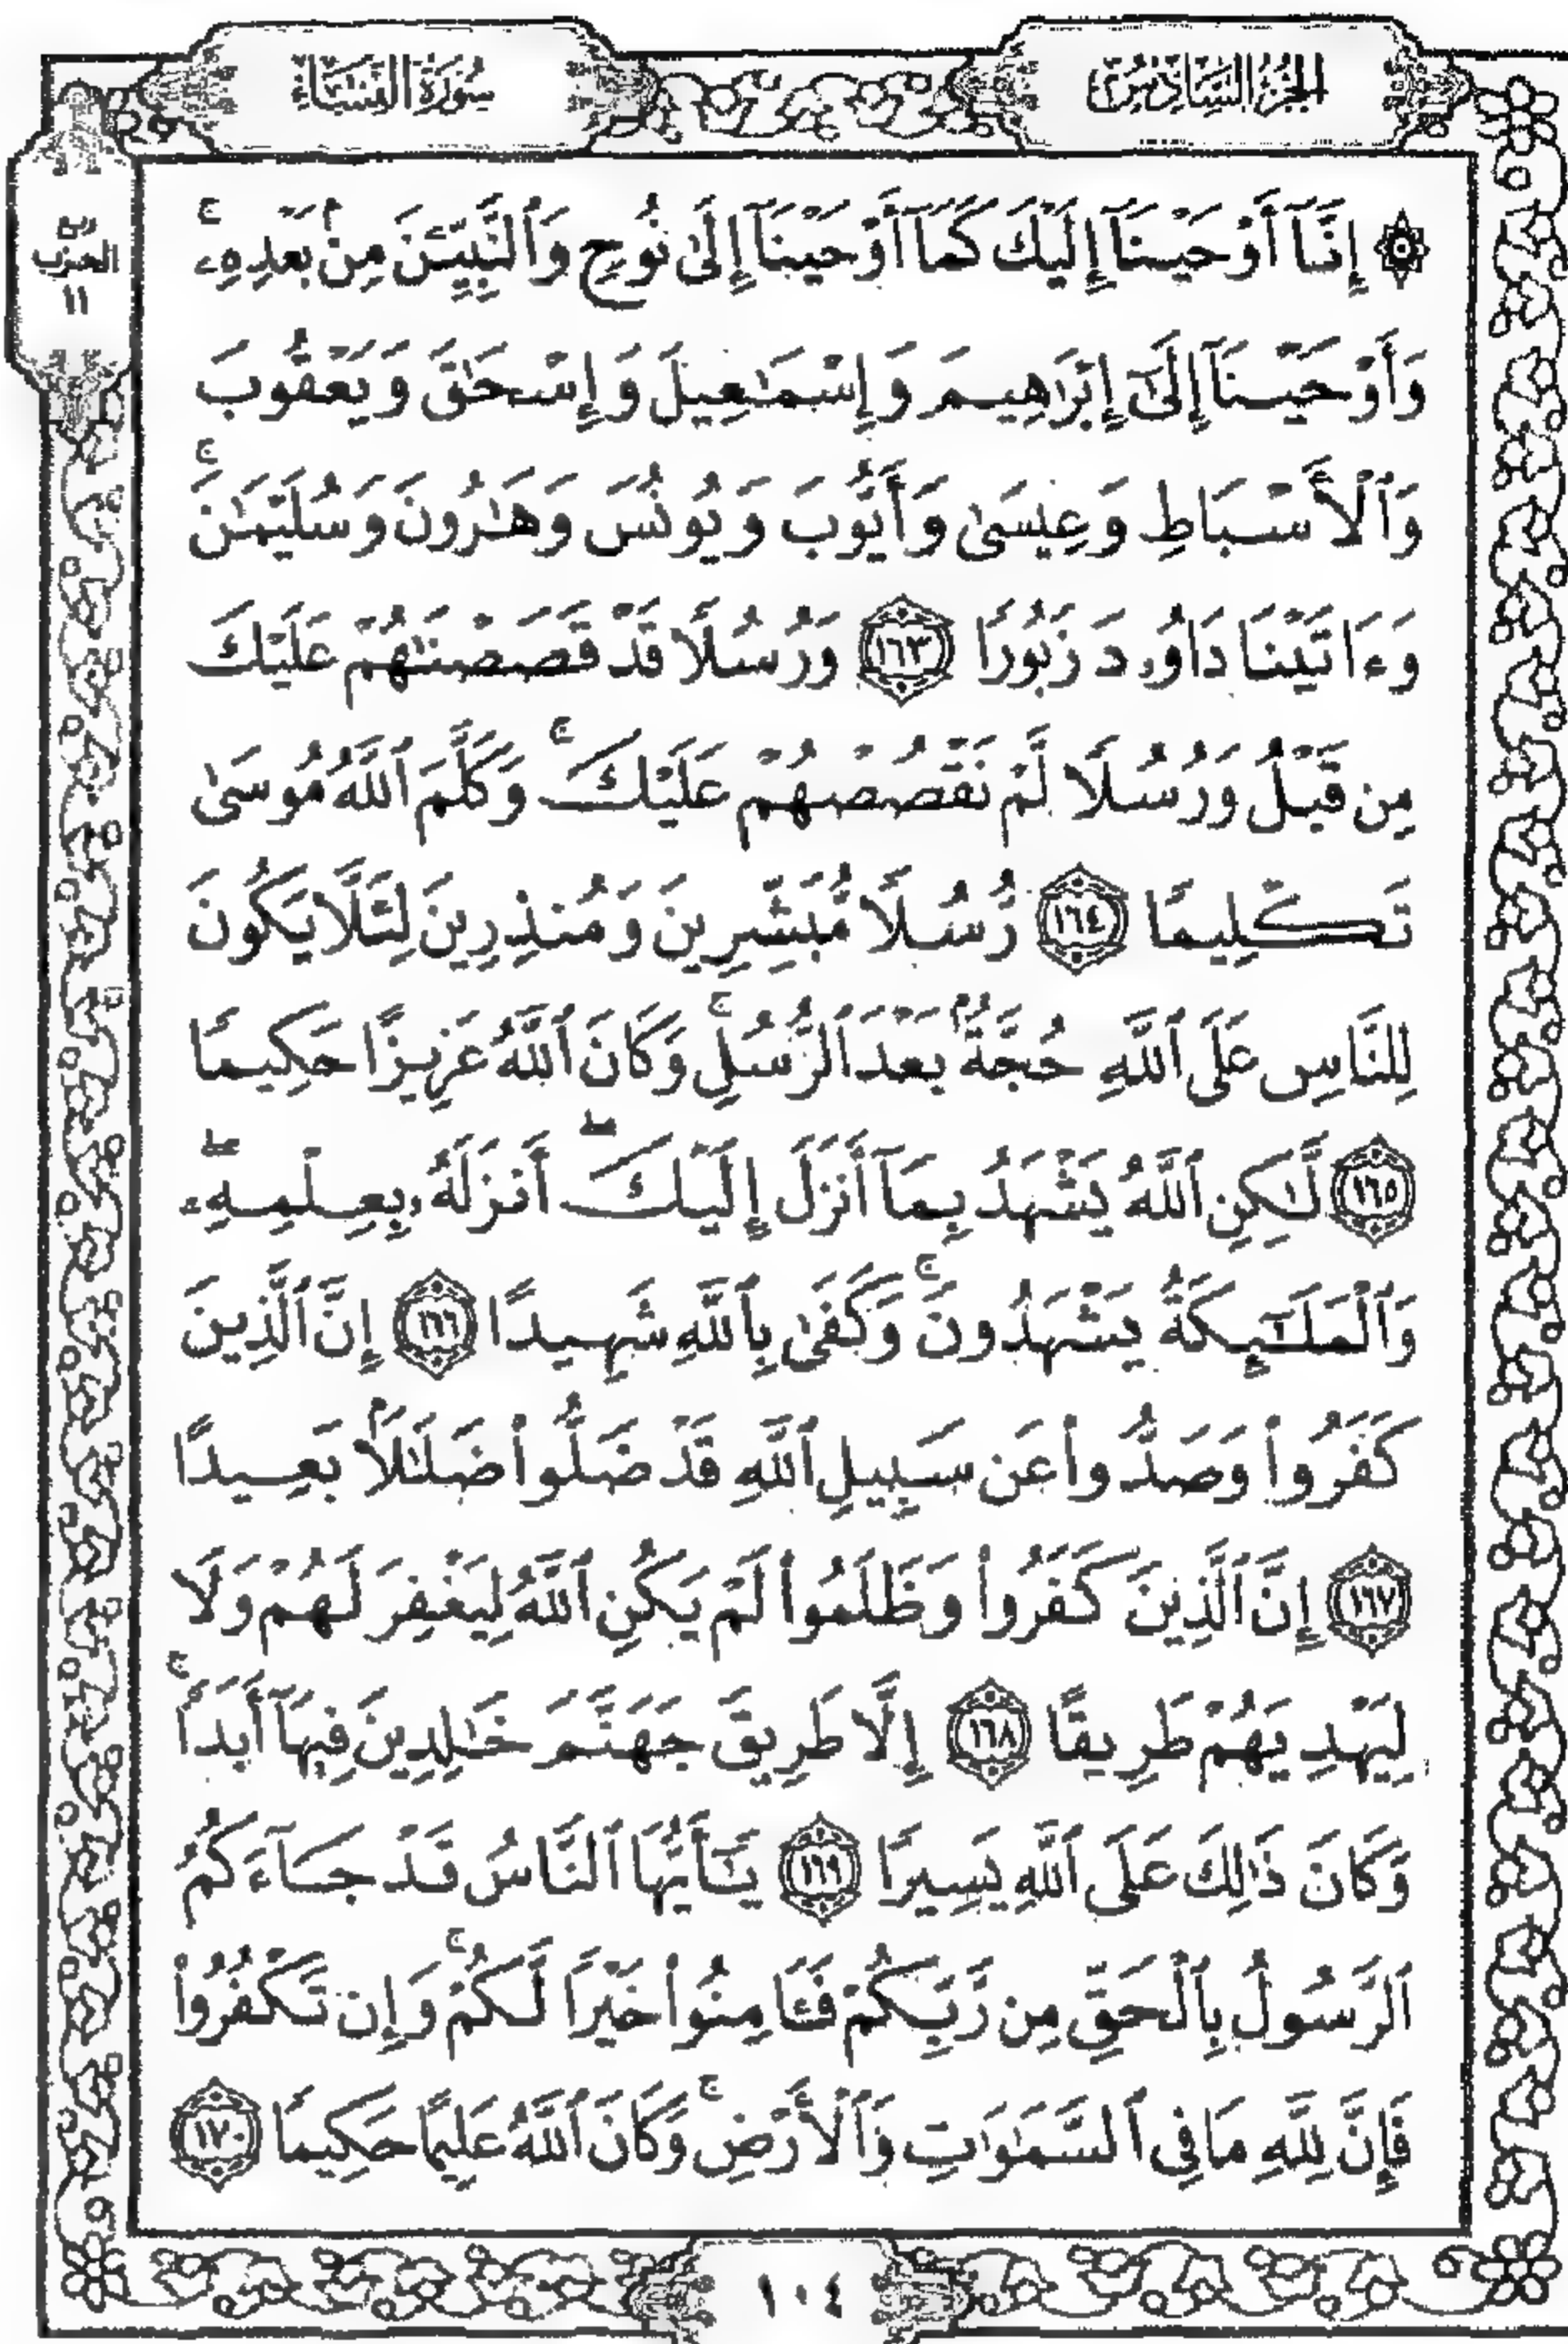 الجزء السادس
سورة النساء
ربع
الحزب
١١
۞ إِنَّآ أَوۡحَيۡنَآ إِلَيۡكَ كَمَآ أَوۡحَيۡنَآ إِلَىٰ نُوحٖ وَٱلنَّبِيِّـۧنَ مِنۢ بَعۡدِهِۦۚ
وَأَوۡحَيۡنَآ إِلَىٰٓ إِبۡرَٰهِيمَ وَإِسۡمَٰعِيلَ وَإِسۡحَٰقَ وَيَعۡقُوبَ
وَٱلۡأَسۡبَاطِ وَعِيسَىٰ وَأَيُّوبَ وَيُونُسَ وَهَٰرُونَ وَسُلَيۡمَٰنَۚ
وَءَاتَيۡنَا دَاوُۥدَ زَبُورٗا ١٦٣ وَرُسُلٗا قَدۡ قَصَصۡنَٰهُمۡ عَلَيۡكَ
مِن قَبۡلُ وَرُسُلٗا لَّمۡ نَقۡصُصۡهُمۡ عَلَيۡكَۚ وَكَلَّمَ ٱللَّهُ مُوسَىٰ
تَكۡلِيمٗا ١٦٤ رُّسُلٗا مُّبَشِّرِينَ وَمُنذِرِينَ لِئَلَّا يَكُونَ
لِلنَّاسِ عَلَى ٱللَّهِ حُجَّةُۢ بَعۡدَ ٱلرُّسُلِۚ وَكَانَ ٱللَّهُ عَزِيزًا حَكِيمٗا
١٦٥ لَّٰكِنِ ٱللَّهُ يَشۡهَدُ بِمَآ أَنزَلَ إِلَيۡكَۖ أَنزَلَهُۥ بِعِلۡمِهِۦۖ
وَٱلۡمَلَٰٓئِكَةُ يَشۡهَدُونَۚ وَكَفَىٰ بِٱللَّهِ شَهِيدًا ١٦٦ إِنَّ ٱلَّذِينَ
كَفَرُواْ وَصَدُّواْ عَن سَبِيلِ ٱللَّهِ قَدۡ ضَلُّواْ ضَلَٰلَۢا بَعِيدًا
١٦٧ إِنَّ ٱلَّذِينَ كَفَرُواْ وَظَلَمُواْ لَمۡ يَكُنِ ٱللَّهُ لِيَغۡفِرَ لَهُمۡ وَلَا
لِيَهۡدِيَهُمۡ طَرِيقًا ١٦٨ إِلَّا طَرِيقَ جَهَنَّمَ خَٰلِدِينَ فِيهَآ أَبَدٗاۚ
وَكَانَ ذَٰلِكَ عَلَى ٱللَّهِ يَسِيرٗا ١٦٩ يَٰٓأَيُّهَا ٱلنَّاسُ قَدۡ جَآءَكُمُ
ٱلرَّسُولُ بِٱلۡحَقِّ مِن رَّبِّكُمۡ فَـَٔامِنُواْ خَيۡرٗا لَّكُمۡۚ وَإِن تَكۡفُرُواْ
فَإِنَّ لِلَّهِ مَا فِي ٱلسَّمَٰوَٰتِ وَٱلۡأَرۡضِۚ وَكَانَ ٱللَّهُ عَلِيمًا حَكِيمٗا ١٧٠
١٠٤